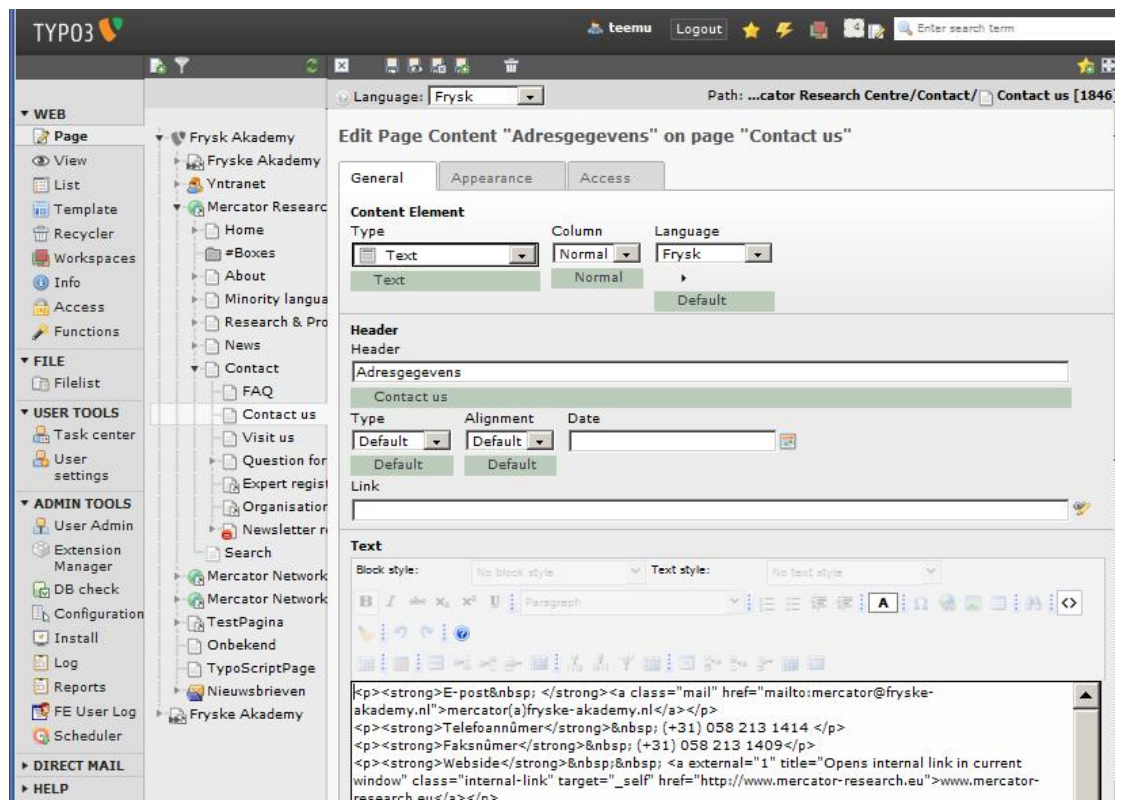 TYPO3
teemu
Logout
4
Enter search term
Language: Frysk
Path: ...cator Research Centre/Contact/ Contact us [1846]
WEB
Page
View
List
Template
Recycler
Workspaces
Info
Access
Functions
FILE
Filelist
USER TOOLS
Task center
User
settings
ADMIN TOOLS
User Admin
Extension
Manager
DB check
Configuration
Install
Log
Reports
FE User Log
Scheduler
DIRECT MAIL
HELP
Frysk Akademy
Fryske Akademy
Yntranet
Mercator Researc
Home
#Boxes
About
Minority langua
Research & Pro
News
Contact
FAQ
Contact us
Visit us
Question for
Expert regist
Organisation
Newsletter r
Search
Mercator Network
Mercator Network
TestPagina
Onbekend
TypoScriptPage
Nieuwsbrieven
Fryske Akademy
Edit Page Content "Adresgegevens" on page "Contact us"
General Appearance Access
Content Element
Type Column Language
Text Normal Frysk
Text Normal
Default
Header
Header
Adresgegevens
Contact us
Type Alignment Date
Default Default
Default Default
Link
Text
Block style: No block style Text style: No text style
B I abc X₂ X² U Paragraph A Ω <>
<p><strong>E-post&nbsp; </strong><a class="mail" href="mailto:mercator@fryske-
akademy.nl">mercator(a)fryske-akademy.nl</a></p>
<p><strong>Telefoannûmer</strong>&nbsp; (+31) 058 213 1414 </p>
<p><strong>Faksnûmer</strong>&nbsp; (+31) 058 213 1409</p>
<p><strong>Webside</strong>&nbsp;&nbsp; <a external="1" title="Opens internal link in current
window" class="internal-link" target="_self" href="http://www.mercator-research.eu">www.mercator-
research.eu</a></p>